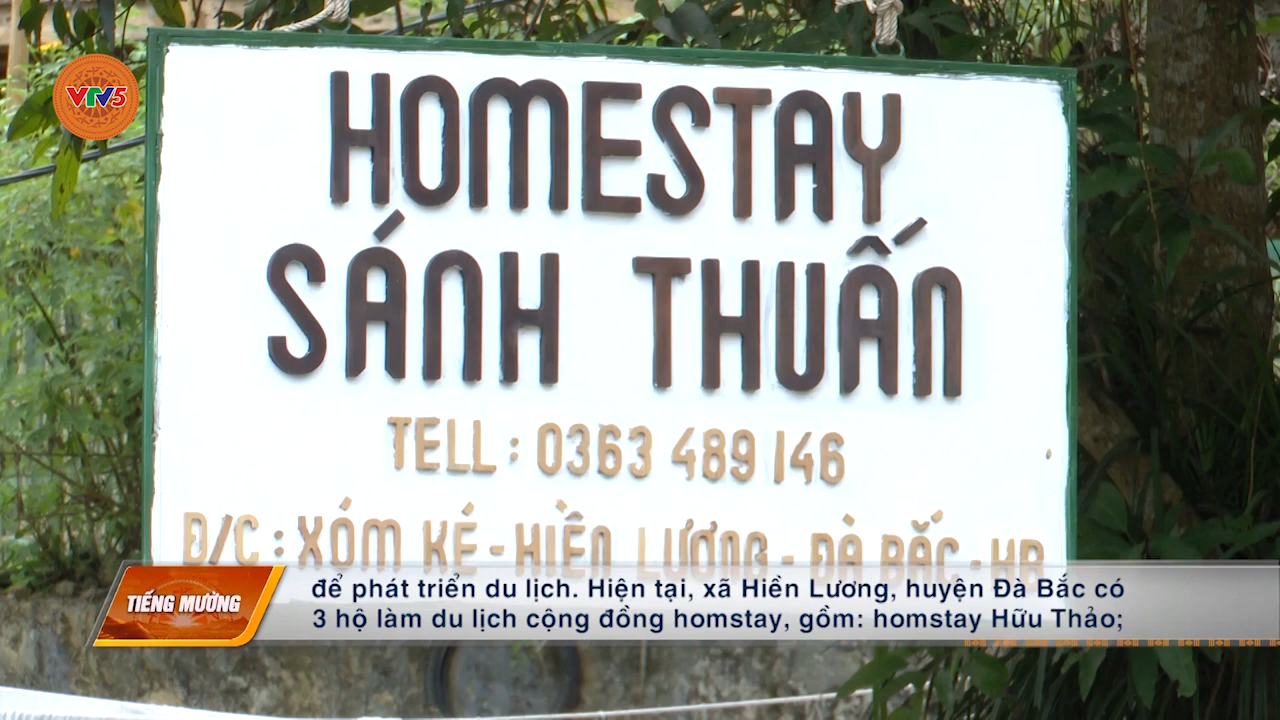 VTV5
HOMESTAY
SÁNH THUẤN
TELL : 0363 489 146
Đ/C : XÓM KÉ - HIỀN LƯƠNG - ĐÀ BẮC - HB
TIẾNG MƯỜNG
để phát triển du lịch. Hiện tại, xã Hiền Lương, huyện Đà Bắc có
3 hộ làm du lịch cộng đồng homstay, gồm: homstay Hữu Thảo;